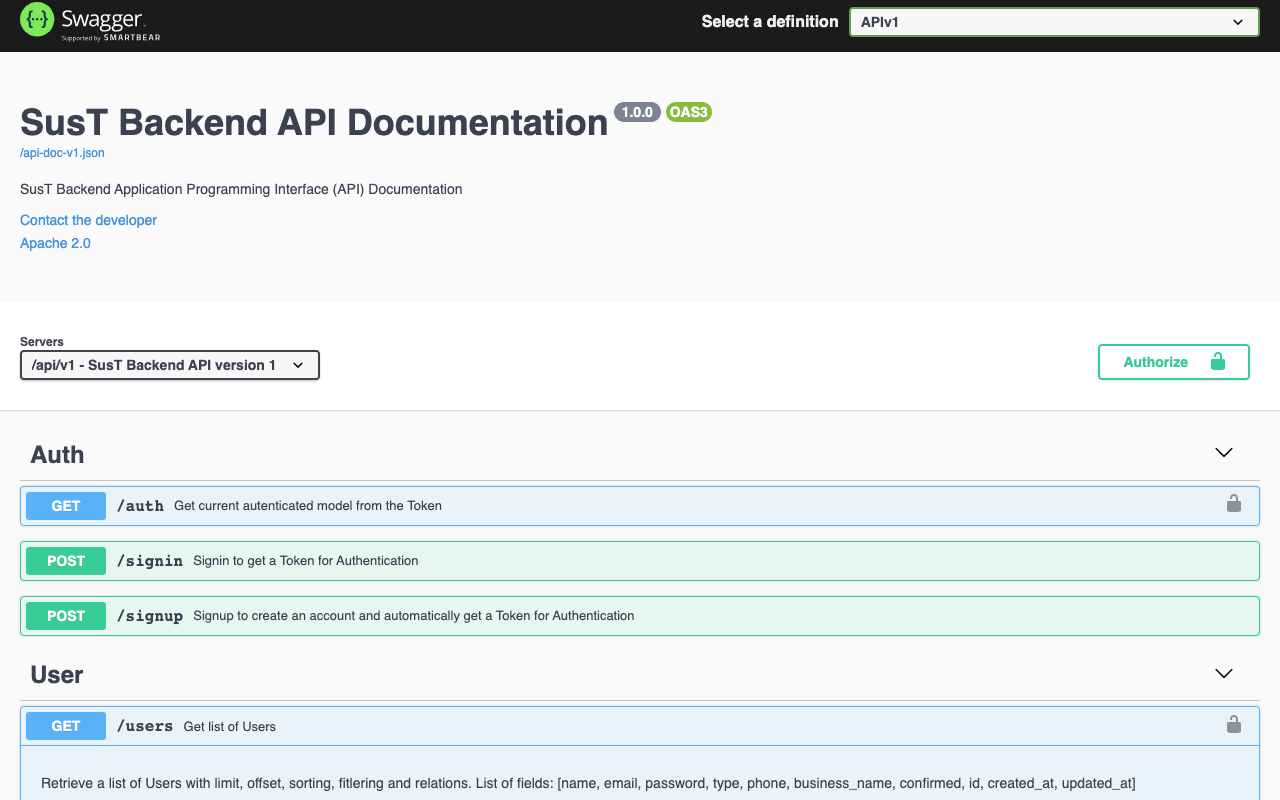 Swagger.
Supported by SMARTBEAR
Select a definition
APIv1
SusT Backend API Documentation 1.0.0 OAS3
/api-doc-v1.json
SusT Backend Application Programming Interface (API) Documentation
Contact the developer
Apache 2.0
Servers
/api/v1 - SusT Backend API version 1
Authorize
Auth
GET /auth Get current autenticated model from the Token
POST /signin Signin to get a Token for Authentication
POST /signup Signup to create an account and automatically get a Token for Authentication
User
GET /users Get list of Users
Retrieve a list of Users with limit, offset, sorting, fitlering and relations. List of fields: [name, email, password, type, phone, business_name, confirmed, id, created_at, updated_at]